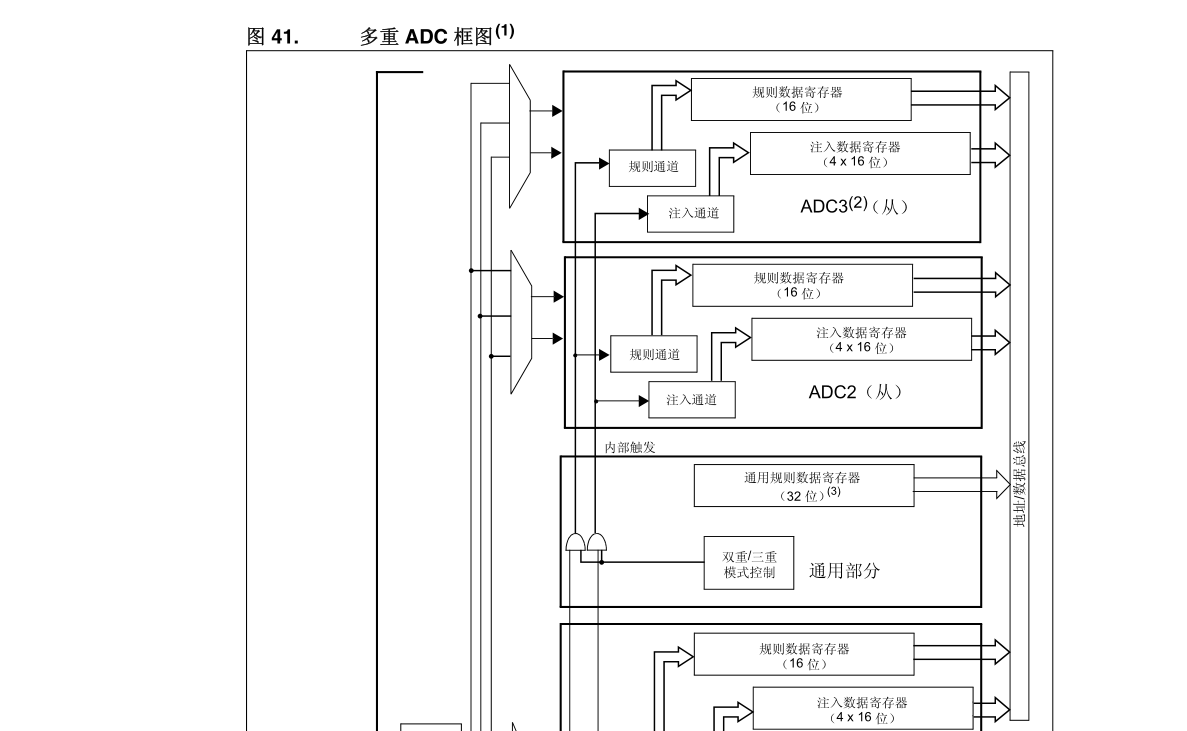 图 41. 多重 ADC 框图(1)
规则数据寄存器
（16 位）
注入数据寄存器
（4 x 16 位）
规则通道
注入通道
ADC3(2)（从）
规则数据寄存器
（16 位）
注入数据寄存器
（4 x 16 位）
规则通道
注入通道
ADC2（从）
内部触发
地址/数据总线
通用规则数据寄存器
（32 位）(3)
双重/三重
模式控制
通用部分
规则数据寄存器
（16 位）
注入数据寄存器
（4 x 16 位）